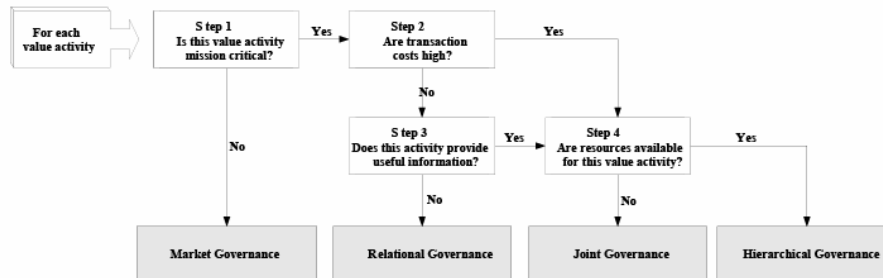 For each
value activity
Step 1
Is this value activity
mission critical?
Yes
Step 2
Are transaction
costs high?
Yes
No
No
Step 3
Does this activity provide
useful information?
Yes
Step 4
Are resources available
for this value activity?
Yes
No
No
Market Governance
Relational Governance
Joint Governance
Hierarchical Governance